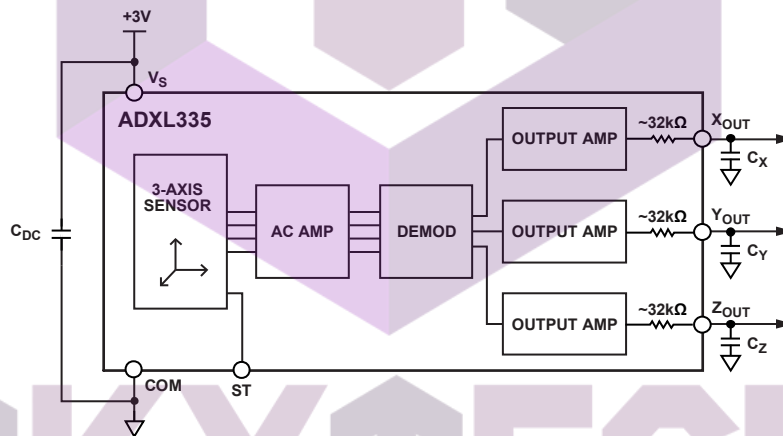 +3V
VS
ADXL335
3-AXIS
SENSOR
AC AMP
DEMOD
OUTPUT AMP
~32kΩ
XOUT
CX
OUTPUT AMP
~32kΩ
YOUT
CY
OUTPUT AMP
~32kΩ
ZOUT
CZ
CDC
COM
ST